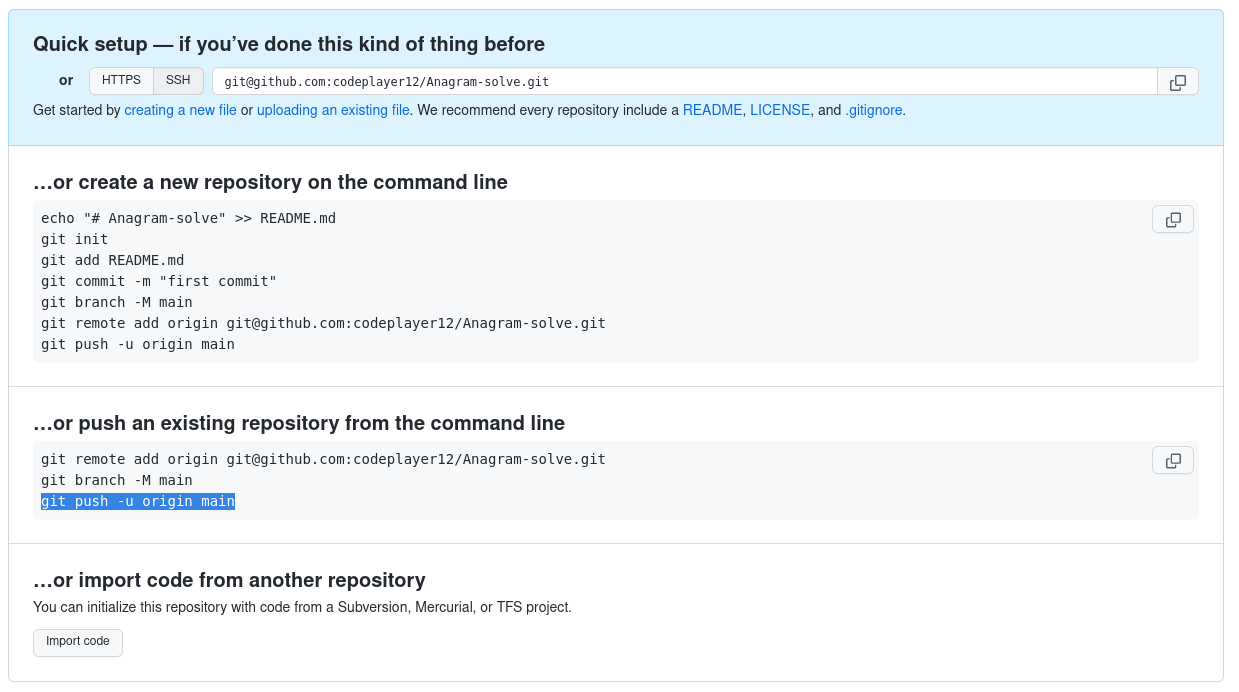 Quick setup — if you’ve done this kind of thing before
or HTTPS SSH git@github.com:codeplayer12/Anagram-solve.git
Get started by creating a new file or uploading an existing file. We recommend every repository include a README, LICENSE, and .gitignore.
…or create a new repository on the command line
echo "# Anagram-solve" >> README.md
git init
git add README.md
git commit -m "first commit"
git branch -M main
git remote add origin git@github.com:codeplayer12/Anagram-solve.git
git push -u origin main
…or push an existing repository from the command line
git remote add origin git@github.com:codeplayer12/Anagram-solve.git
git branch -M main
git push -u origin main
…or import code from another repository
You can initialize this repository with code from a Subversion, Mercurial, or TFS project.
Import code